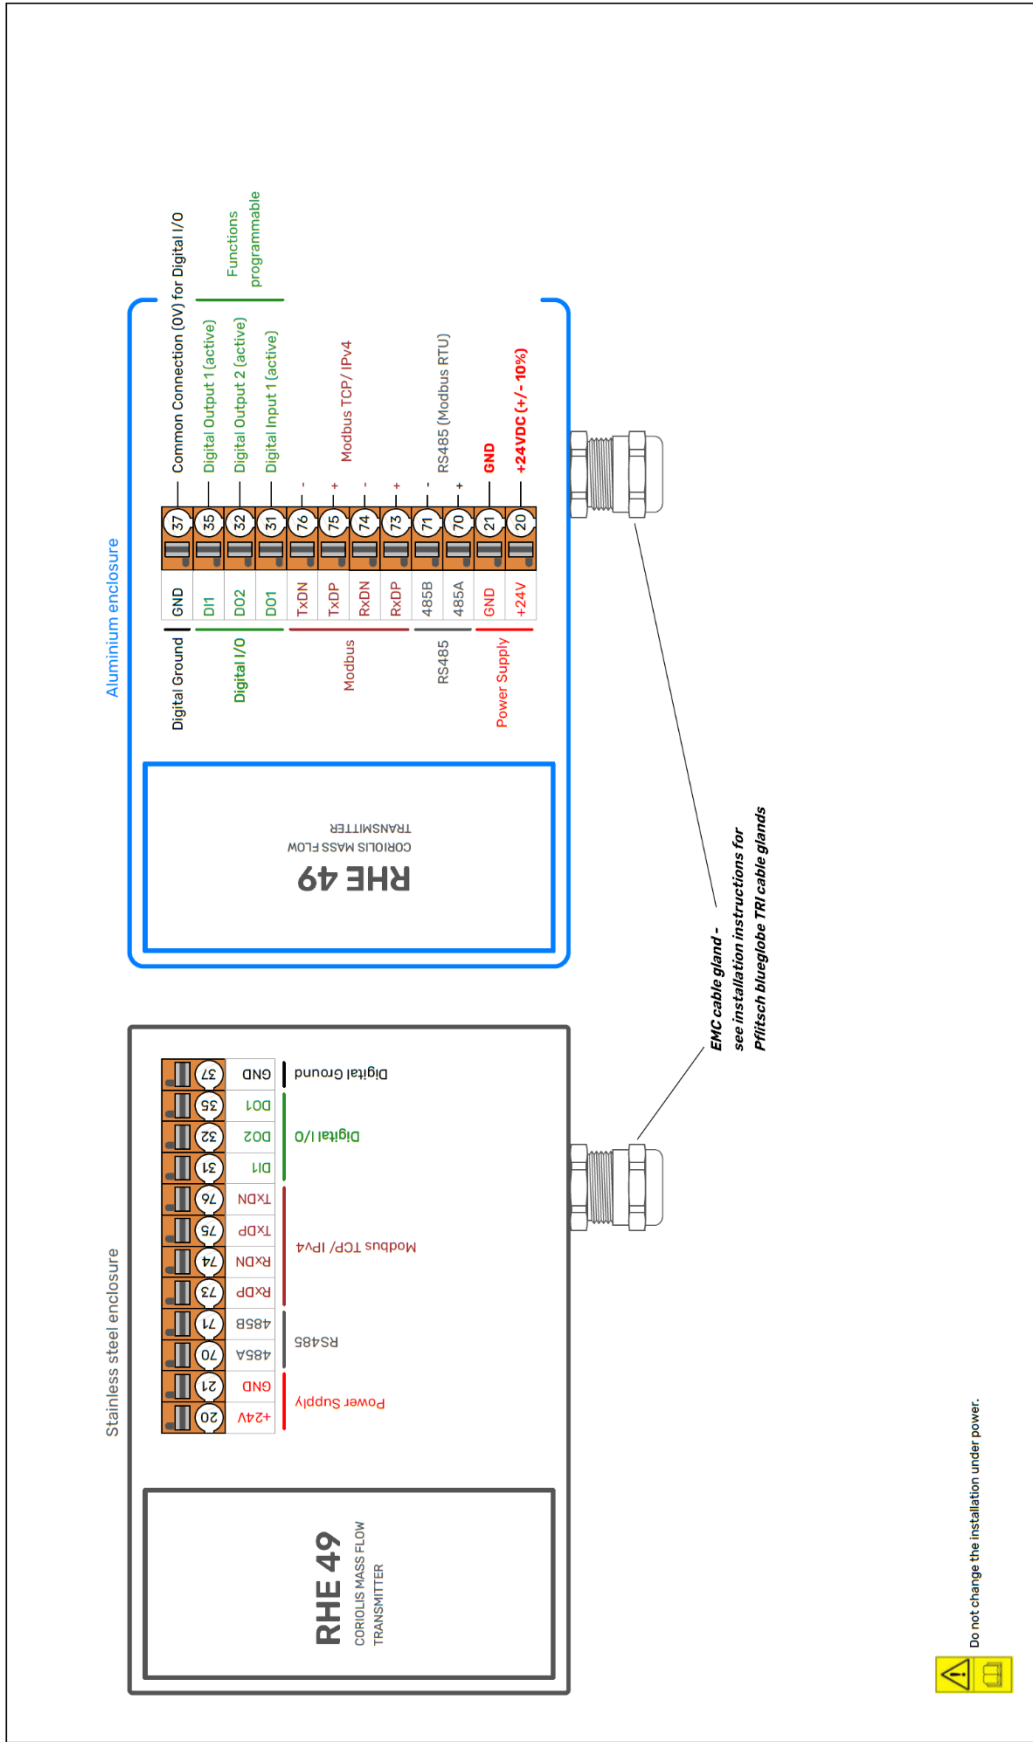 Stainless steel enclosure
RHE 49
CORIOLIS MASS FLOW
TRANSMITTER
20 21 70 71 73 74 75 76 31 32 35 37
+24V GND 485A 485B RxDP RxDN TxDP TxDN DI1 DO2 DO1 GND
Power Supply
RS485
Modbus TCP/ IPv4
Digital I/O
Digital Ground
Aluminium enclosure
RHE 49
CORIOLIS MASS FLOW
TRANSMITTER
Digital Ground GND 37 Common Connection (0V) for Digital I/O
DI1 35 Digital Output 1 (active)
Digital I/O DO2 32 Digital Output 2 (active)
DO1 31 Digital Input 1 (active)
Functions
programmable
TxDN 76 -
TxDP 75 +
Modbus Modbus TCP/ IPv4
RxDN 74 -
RxDP 73 +
485B 71 -
RS485 RS485 (Modbus RTU)
485A 70 +
GND 21 GND
Power Supply
+24V 20 +24VDC (+/- 10%)
EMC cable gland -
see installation instructions for
Pflitsch blueglobe TRI cable glands
Do not change the installation under power.